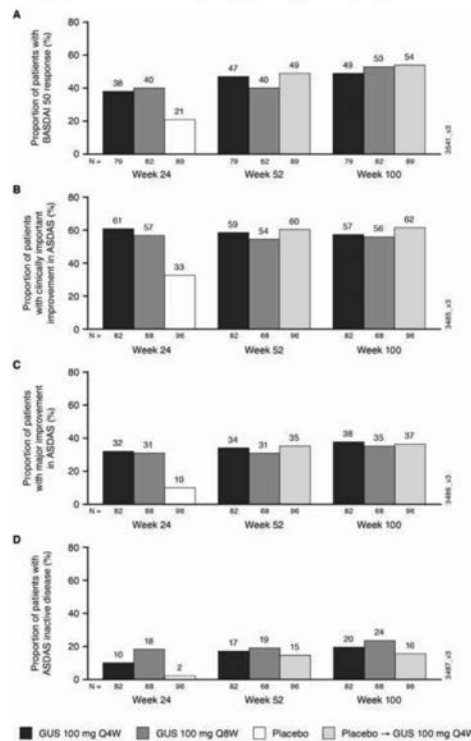 A
Proportion of patients with
BASDAI 50 response (%)
80
60
40
20
0
38 40 21 47 40 49 49 53 54
N = 79 62 89 79 62 89 79 62 89
Week 24 Week 52 Week 100
3541_v3
B
Proportion of patients
with clinically important
improvement in ASDAS (%)
80
60
40
20
0
61 57 33 59 54 60 57 56 62
N = 82 68 96 82 68 96 82 68 96
Week 24 Week 52 Week 100
3485_v3
C
Proportion of patients
with major improvement
in ASDAS (%)
80
60
40
20
0
32 31 10 34 31 35 38 35 37
N = 82 68 96 82 68 96 82 68 96
Week 24 Week 52 Week 100
D
Proportion of patients with
ASDAS inactive disease (%)
80
60
40
20
0
10 18 2 17 19 15 20 24 16
N = 82 68 96 82 68 96 82 68 96
Week 24 Week 52 Week 100
3487_v3
GUS 100 mg Q4W GUS 100 mg Q8W Placebo Placebo → GUS 100 mg Q4W